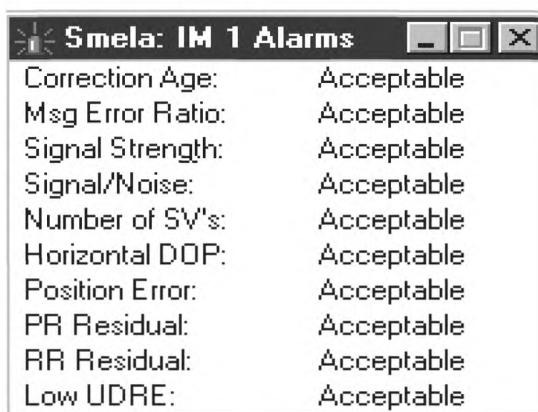 Smela: IM 1 Alarms
Correction Age: Acceptable
Msg Error Ratio: Acceptable
Signal Strength: Acceptable
Signal/Noise: Acceptable
Number of SV's: Acceptable
Horizontal DOP: Acceptable
Position Error: Acceptable
PR Residual: Acceptable
RR Residual: Acceptable
Low UDRE: Acceptable